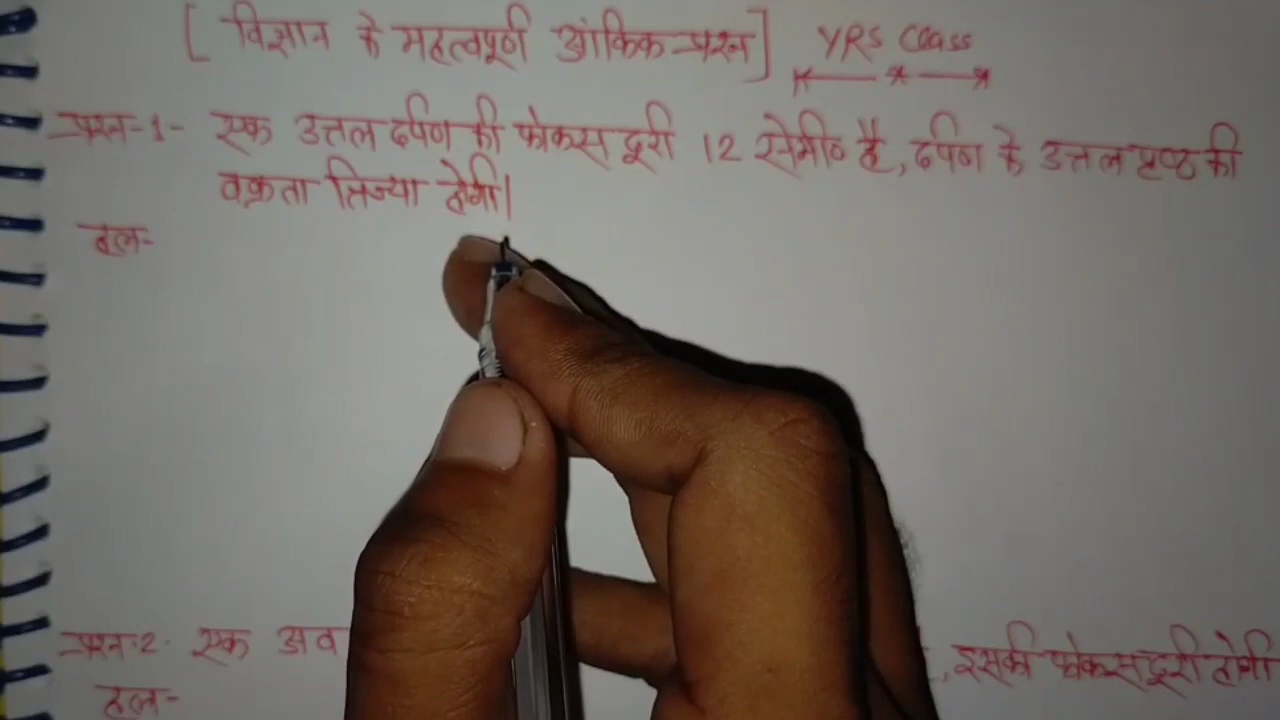 [ विज्ञान के महत्वपूर्ण आंकिक प्रश्न ] YRS Class
प्रश्न-1- एक उत्तल दर्पण की फोकस दूरी 12 सेमी० है, दर्पण के उत्तल पृष्ठ की
वक्रता त्रिज्या होगी।
हल-
प्रश्न-2- एक अव , इसकी फोकस दूरी होगी
हल-